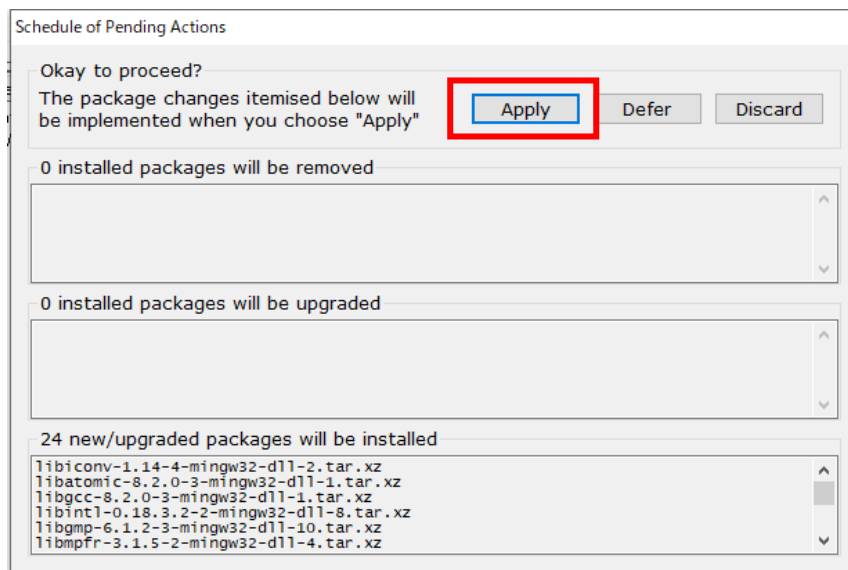 Schedule of Pending Actions
Okay to proceed?
The package changes itemised below will
be implemented when you choose "Apply"
Apply
Defer
Discard
0 installed packages will be removed
0 installed packages will be upgraded
24 new/upgraded packages will be installed
libiconv-1.14-4-mingw32-dll-2.tar.xz
libatomic-8.2.0-3-mingw32-dll-1.tar.xz
libgcc-8.2.0-3-mingw32-dll-1.tar.xz
libintl-0.18.3.2-2-mingw32-dll-8.tar.xz
libgmp-6.1.2-3-mingw32-dll-10.tar.xz
libmpfr-3.1.5-2-mingw32-dll-4.tar.xz